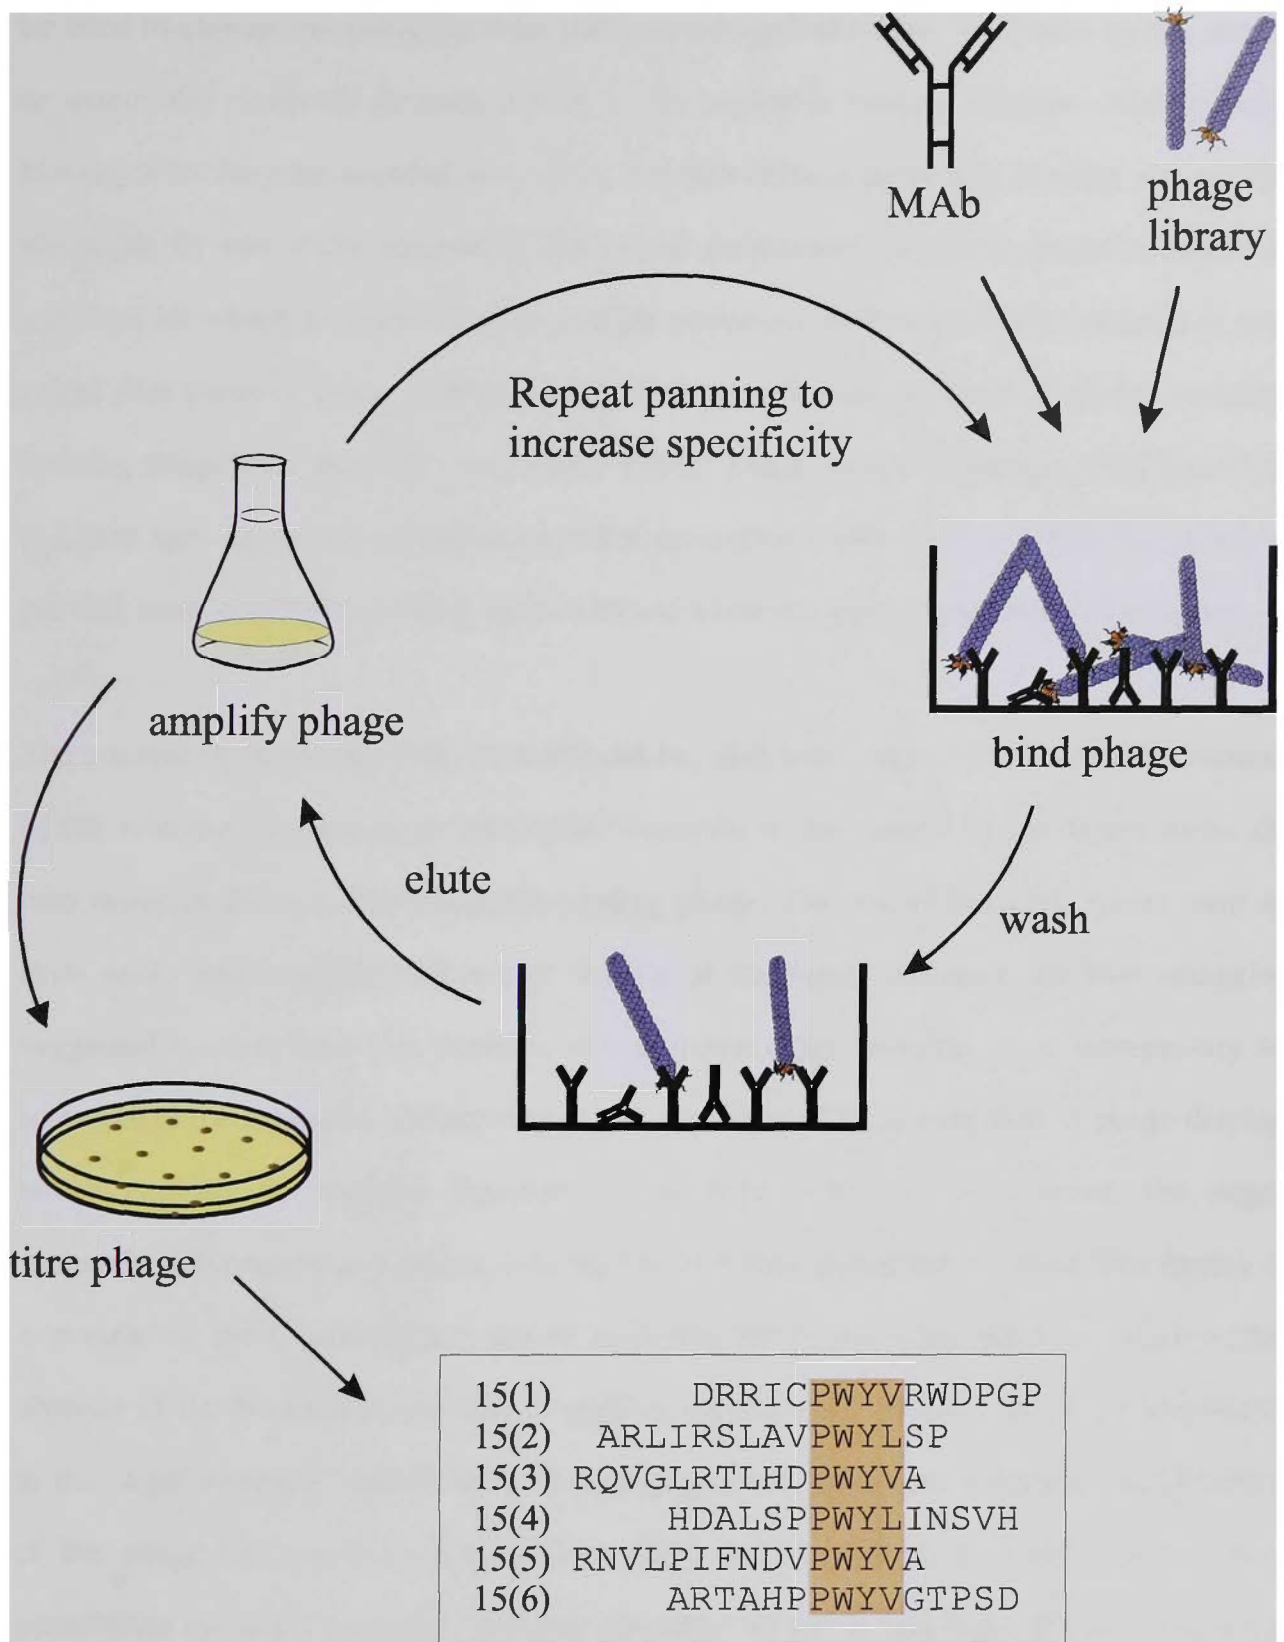 MAb
phage
library
Repeat panning to
increase specificity
amplify phage
bind phage
elute
wash
titre phage
15(1) DRRICPWYVRWDPGP
15(2) ARLIRSLAVPWYLSP
15(3) RQVGLRTLHDPWYVA
15(4) HDALSPPWYLINSVH
15(5) RNVLPIFNDVPWYVA
15(6) ARTAHPPWYVGTPSD